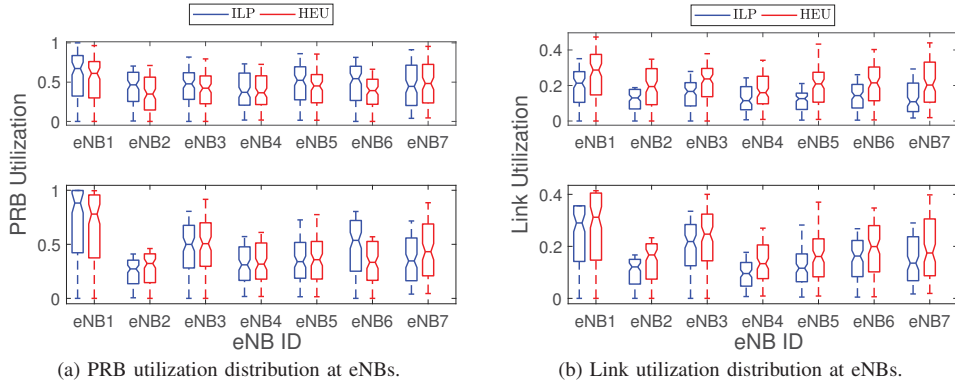 ILP HEU
ILP HEU
PRB Utilization
1
0.5
0
eNB1 eNB2 eNB3 eNB4 eNB5 eNB6 eNB7
1
0.5
0
eNB1 eNB2 eNB3 eNB4 eNB5 eNB6 eNB7
eNB ID
(a) PRB utilization distribution at eNBs.
Link Utilization
0.4
0.2
0
eNB1 eNB2 eNB3 eNB4 eNB5 eNB6 eNB7
0.4
0.2
0
eNB1 eNB2 eNB3 eNB4 eNB5 eNB6 eNB7
eNB ID
(b) Link utilization distribution at eNBs.